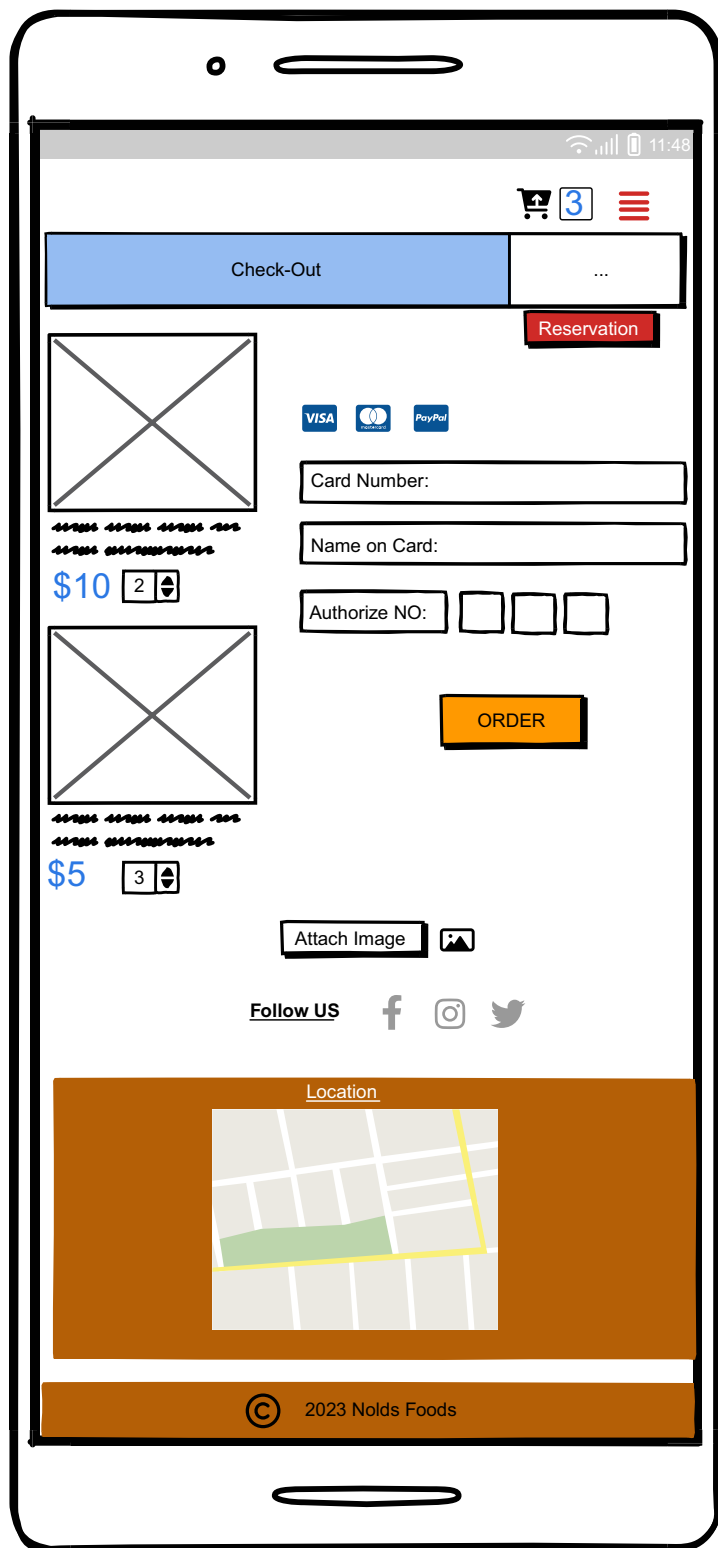 11:48
3
Check-Out
...
Reservation
VISA
mastercard
PayPal
Card Number:
Name on Card:
$10
2
Authorize NO:
ORDER
$5
3
Attach Image
Follow US
Location
© 2023 Nolds Foods